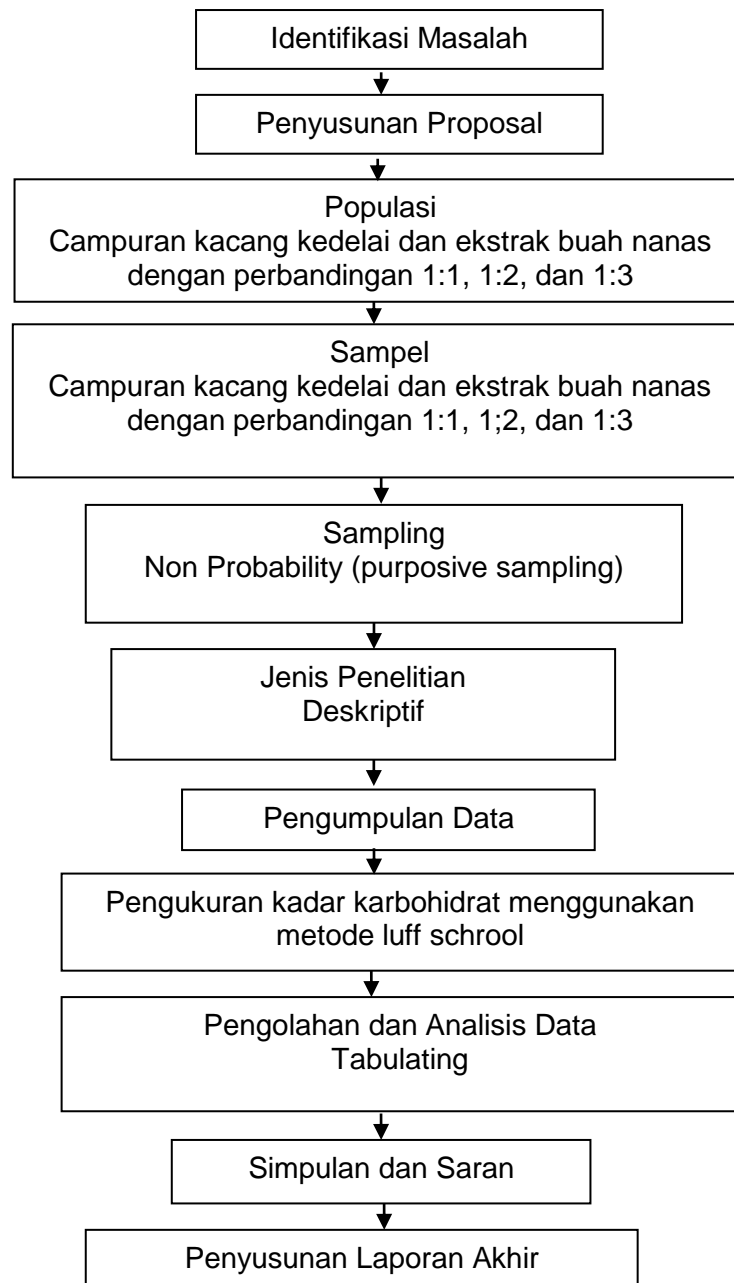 Identifikasi Masalah
Penyusunan Proposal
Populasi
Campuran kacang kedelai dan ekstrak buah nanas
dengan perbandingan 1:1, 1:2, dan 1:3
Sampel
Campuran kacang kedelai dan ekstrak buah nanas
dengan perbandingan 1:1, 1;2, dan 1:3
Sampling
Non Probability (purposive sampling)
Jenis Penelitian
Deskriptif
Pengumpulan Data
Pengukuran kadar karbohidrat menggunakan
metode luff schrool
Pengolahan dan Analisis Data
Tabulating
Simpulan dan Saran
Penyusunan Laporan Akhir